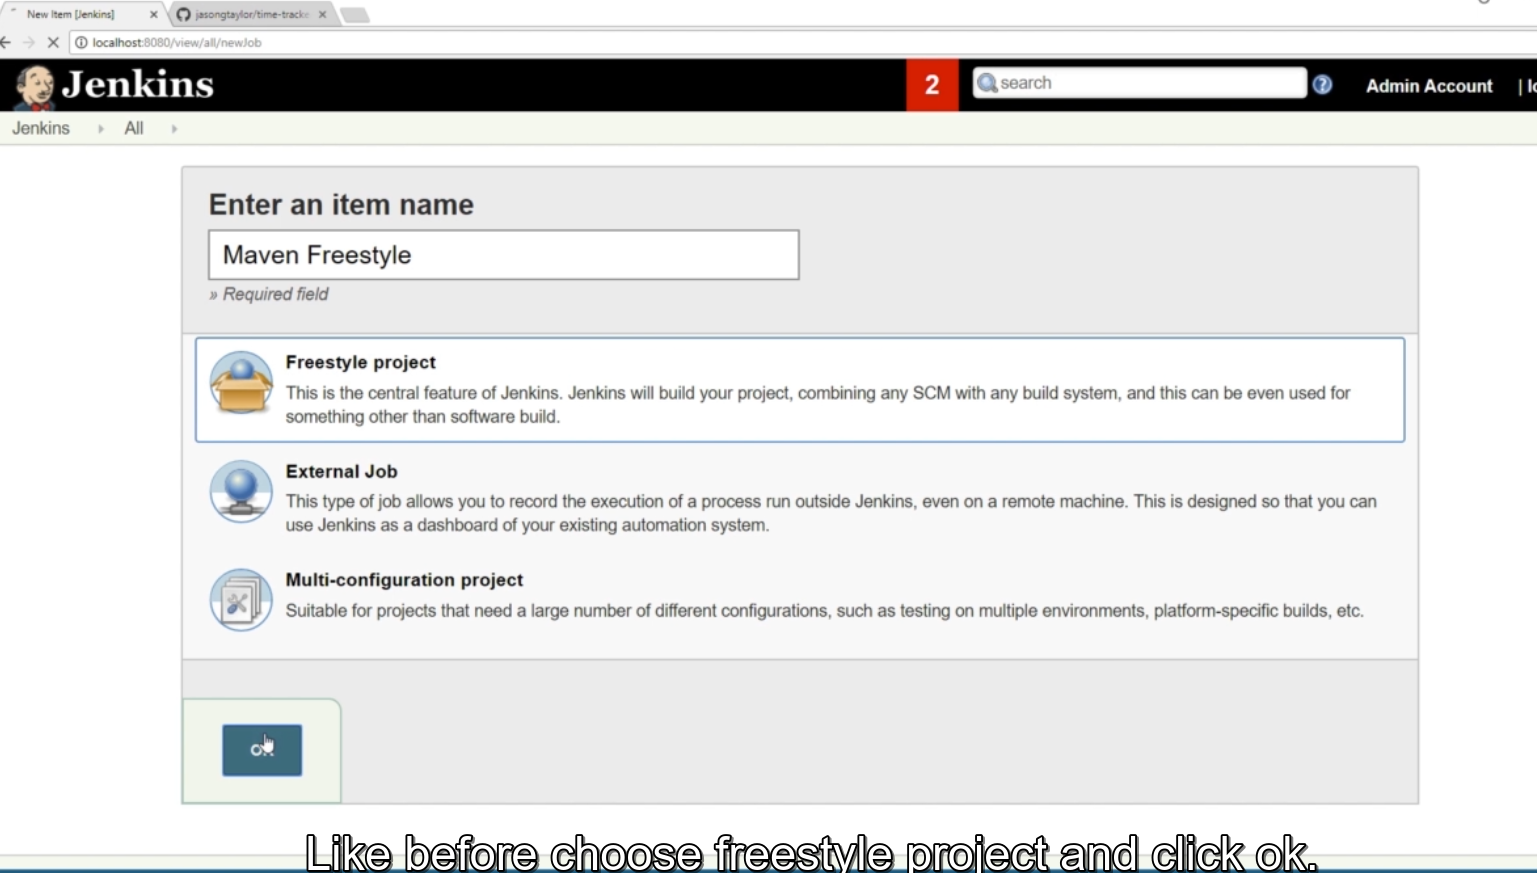 New Item [Jenkins]
jasongtaylor/time-tracke
localhost:8080/view/all/newJob
Jenkins
2
search
Admin Account
Jenkins
All
Enter an item name
Maven Freestyle
» Required field
Freestyle project
This is the central feature of Jenkins. Jenkins will build your project, combining any SCM with any build system, and this can be even used for
something other than software build.
External Job
This type of job allows you to record the execution of a process run outside Jenkins, even on a remote machine. This is designed so that you can
use Jenkins as a dashboard of your existing automation system.
Multi-configuration project
Suitable for projects that need a large number of different configurations, such as testing on multiple environments, platform-specific builds, etc.
Like before choose freestyle project and click ok.